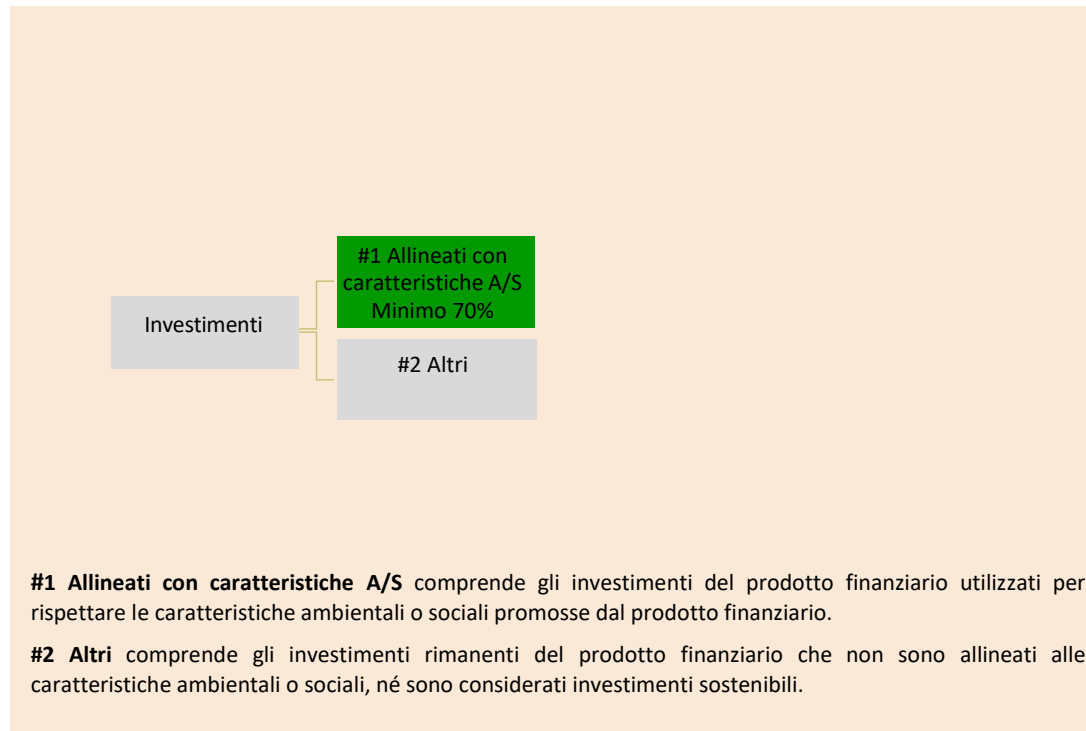 #1 Allineati con
caratteristiche A/S
Minimo 70%
Investimenti
#2 Altri
#1 Allineati con caratteristiche A/S comprende gli investimenti del prodotto finanziario utilizzati per
rispettare le caratteristiche ambientali o sociali promosse dal prodotto finanziario.
#2 Altri comprende gli investimenti rimanenti del prodotto finanziario che non sono allineati alle
caratteristiche ambientali o sociali, né sono considerati investimenti sostenibili.